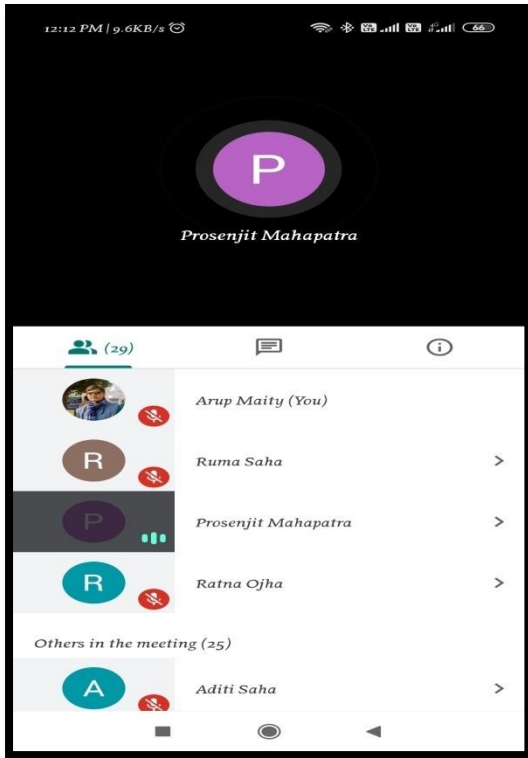 12:12 PM | 9.6KB/s
66
P
Prosenjit Mahapatra
(29)
Arup Maity (You)
R
Ruma Saha
P
Prosenjit Mahapatra
R
Ratna Ojha
Others in the meeting (25)
A
Aditi Saha